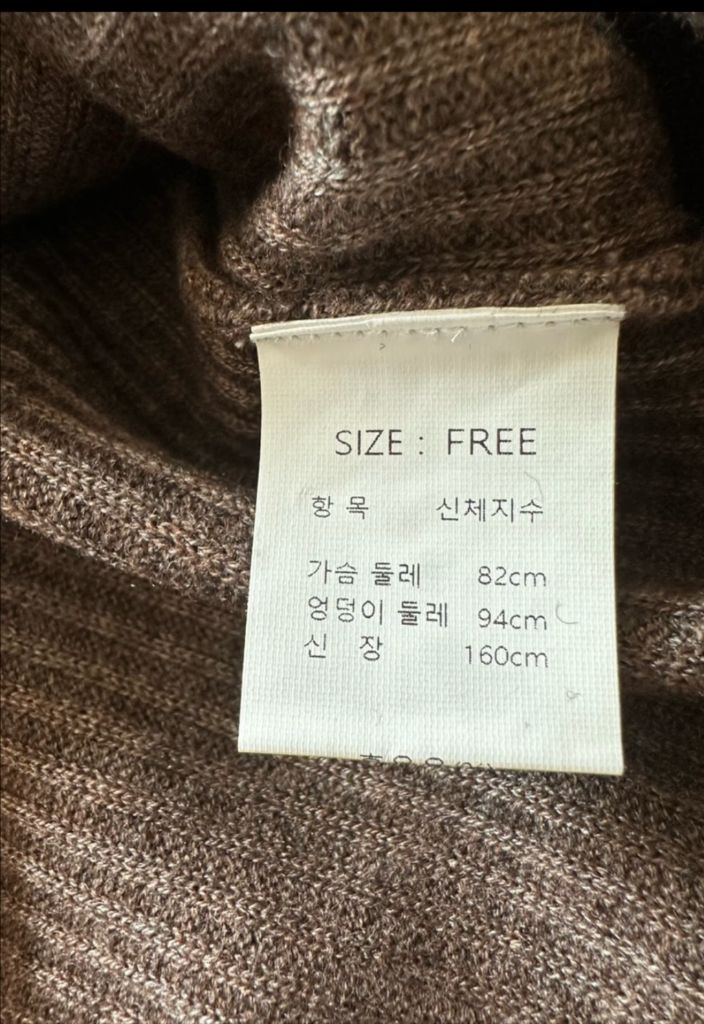 SIZE : FREE
항 목 신체지수
가슴 둘레 82cm
엉덩이 둘레 94cm
신 장 160cm